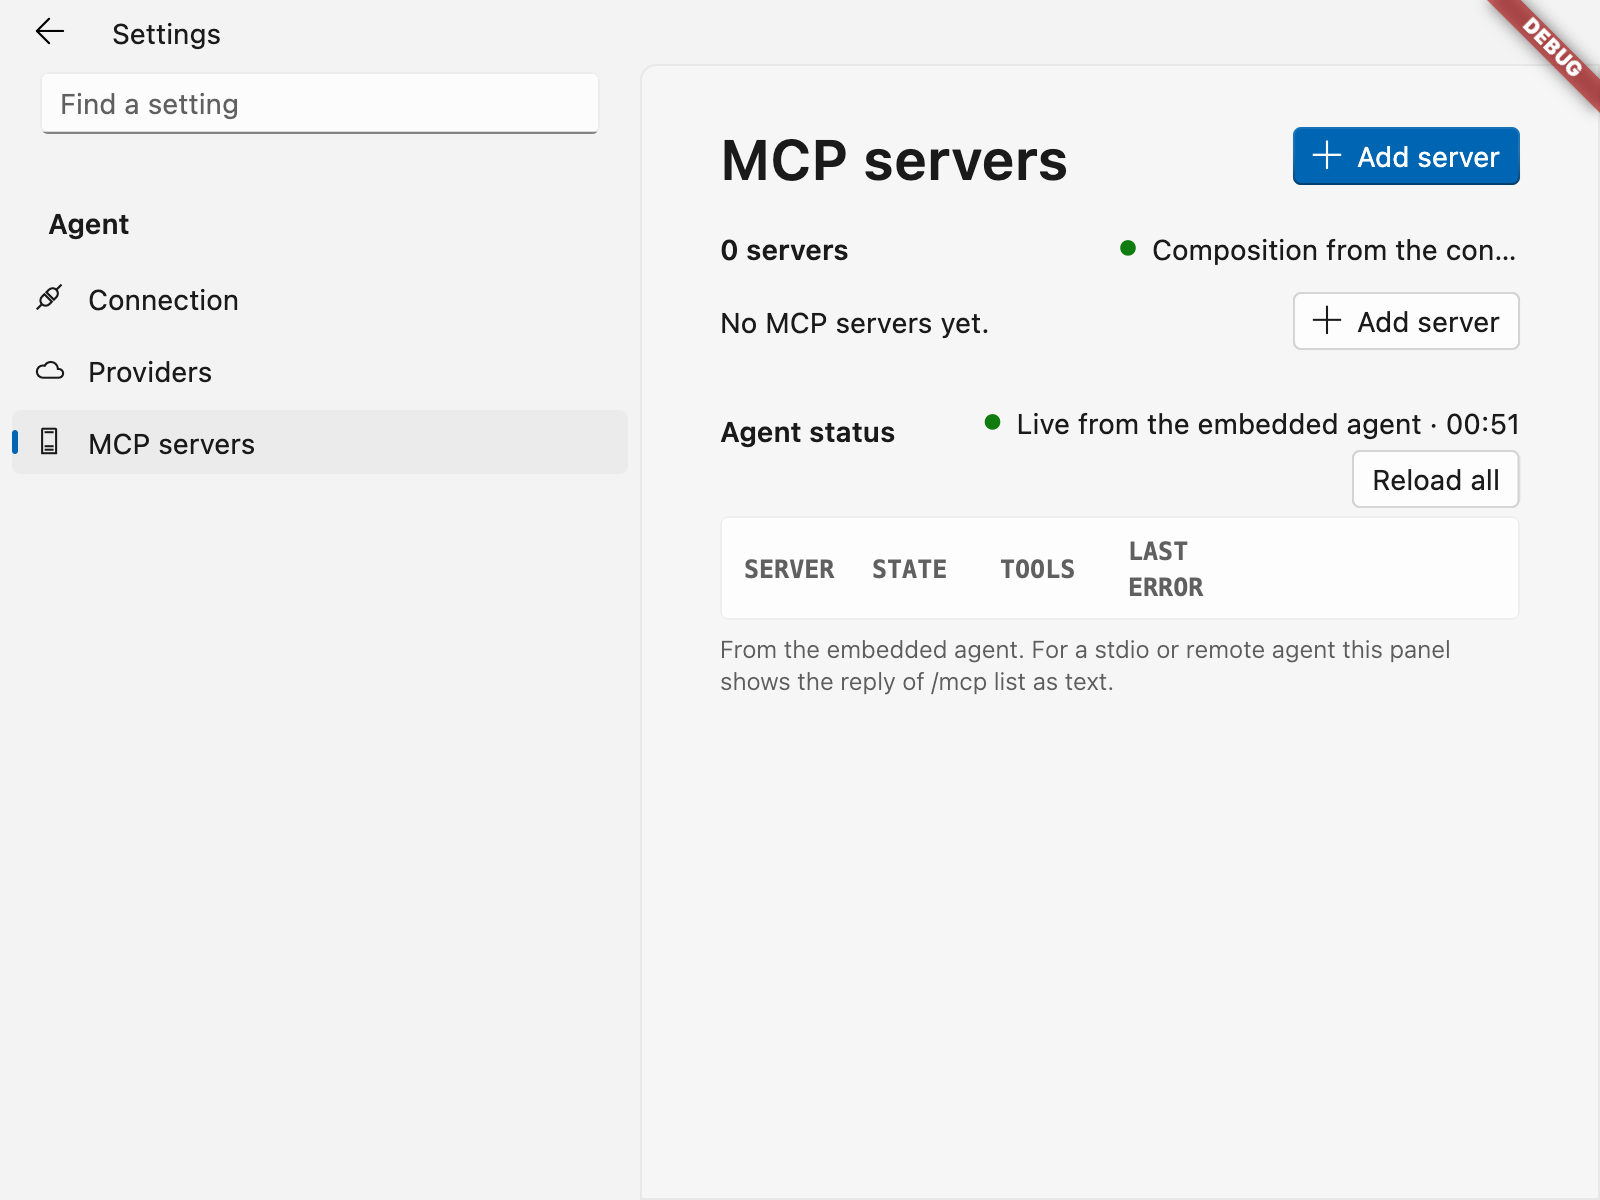 Settings
DEBUG
Find a setting
Agent
Connection
Providers
MCP servers
MCP servers
Add server
0 servers
Composition from the con...
No MCP servers yet.
Add server
Agent status
Live from the embedded agent · 00:51
Reload all
SERVER
STATE
TOOLS
LAST
ERROR
From the embedded agent. For a stdio or remote agent this panel
shows the reply of /mcp list as text.